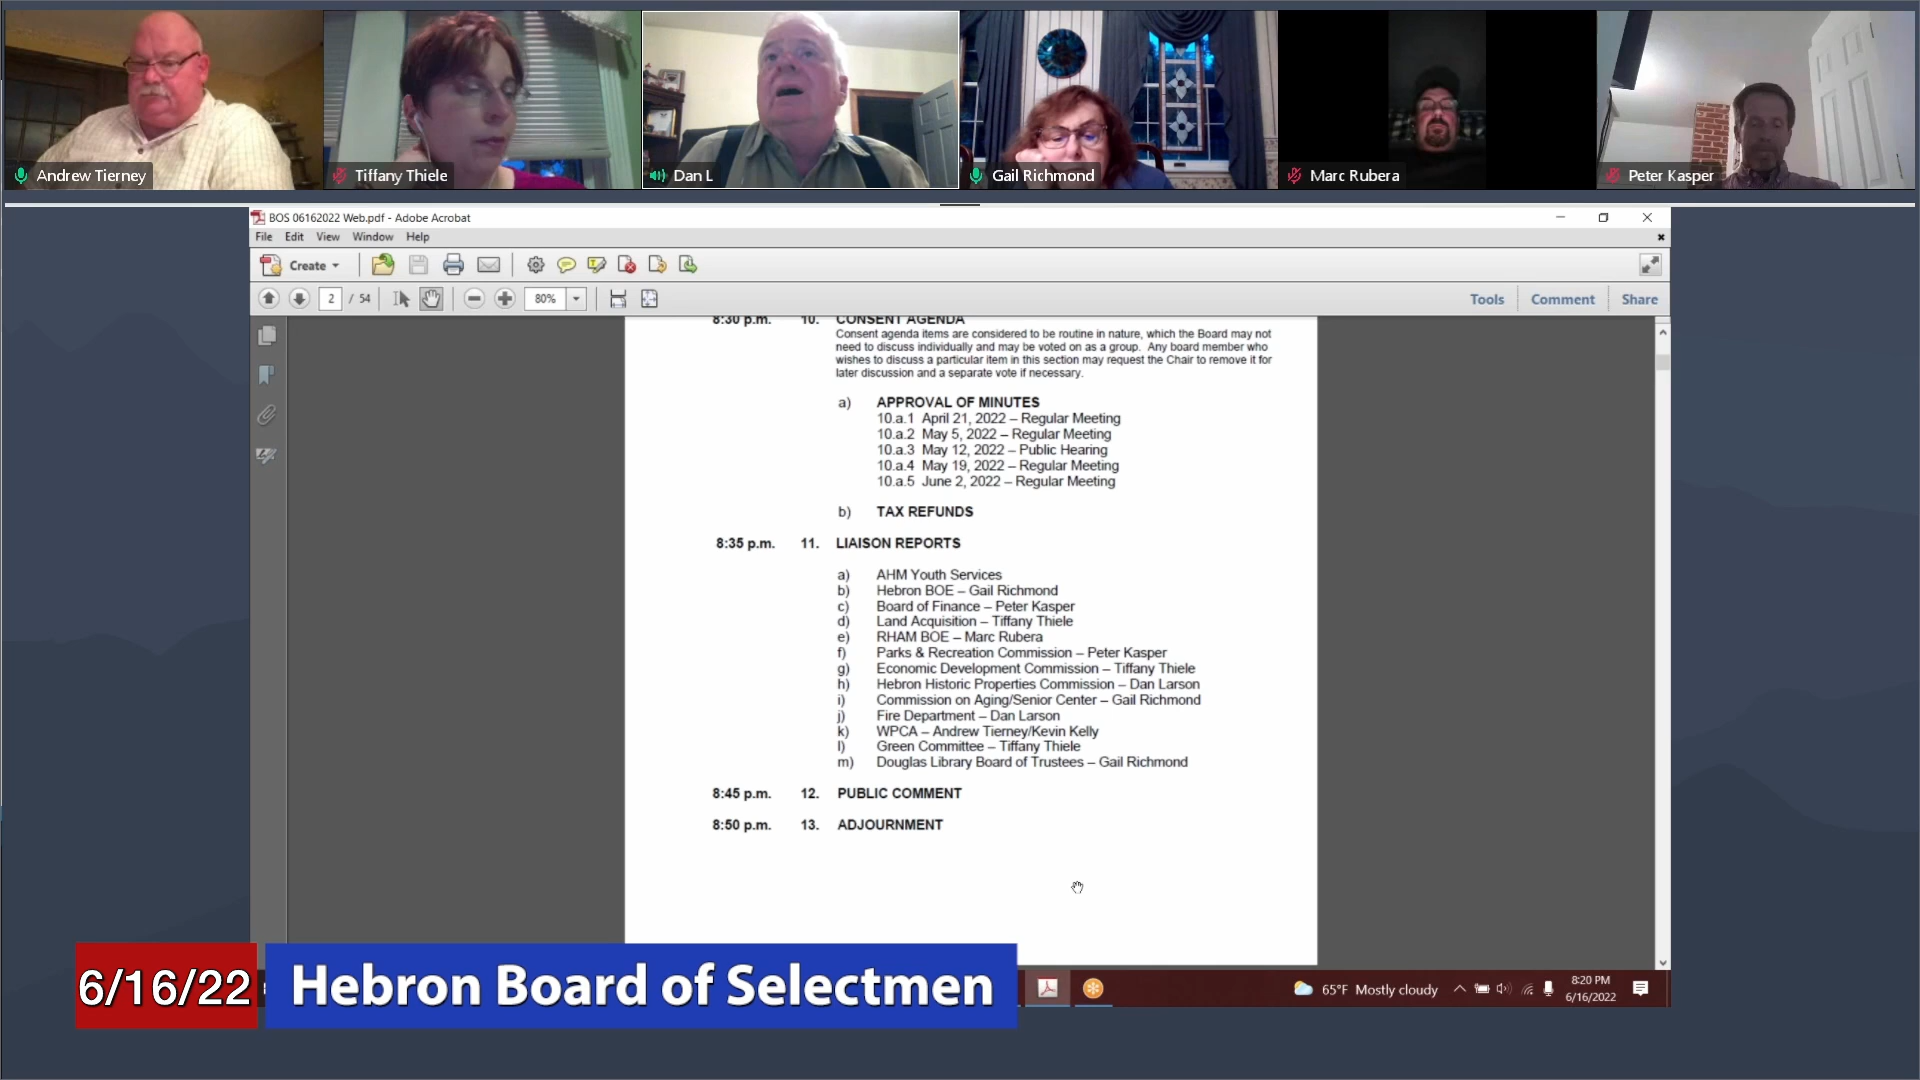 Andrew Tierney
Tiffany Thiele
Dan L
Gail Richmond
Marc Rubera
Peter Kasper
BOS 06162022 Web.pdf - Adobe Acrobat
File Edit View Window Help
Create
2 / 54
80%
Tools Comment Share
8:30 p.m. 10. CONSENT AGENDA
Consent agenda items are considered to be routine in nature, which the Board may not
need to discuss individually and may be voted on as a group. Any board member who
wishes to discuss a particular item in this section may request the Chair to remove it for
later discussion and a separate vote if necessary.
a) APPROVAL OF MINUTES
10.a.1 April 21, 2022 – Regular Meeting
10.a.2 May 5, 2022 – Regular Meeting
10.a.3 May 12, 2022 – Public Hearing
10.a.4 May 19, 2022 – Regular Meeting
10.a.5 June 2, 2022 – Regular Meeting
b) TAX REFUNDS
8:35 p.m. 11. LIAISON REPORTS
a) AHM Youth Services
b) Hebron BOE – Gail Richmond
c) Board of Finance – Peter Kasper
d) Land Acquisition – Tiffany Thiele
e) RHAM BOE – Marc Rubera
f) Parks & Recreation Commission – Peter Kasper
g) Economic Development Commission – Tiffany Thiele
h) Hebron Historic Properties Commission – Dan Larson
i) Commission on Aging/Senior Center – Gail Richmond
j) Fire Department – Dan Larson
k) WPCA – Andrew Tierney/Kevin Kelly
l) Green Committee – Tiffany Thiele
m) Douglas Library Board of Trustees – Gail Richmond
8:45 p.m. 12. PUBLIC COMMENT
8:50 p.m. 13. ADJOURNMENT
6/16/22 Hebron Board of Selectmen
65°F Mostly cloudy
8:20 PM
6/16/2022